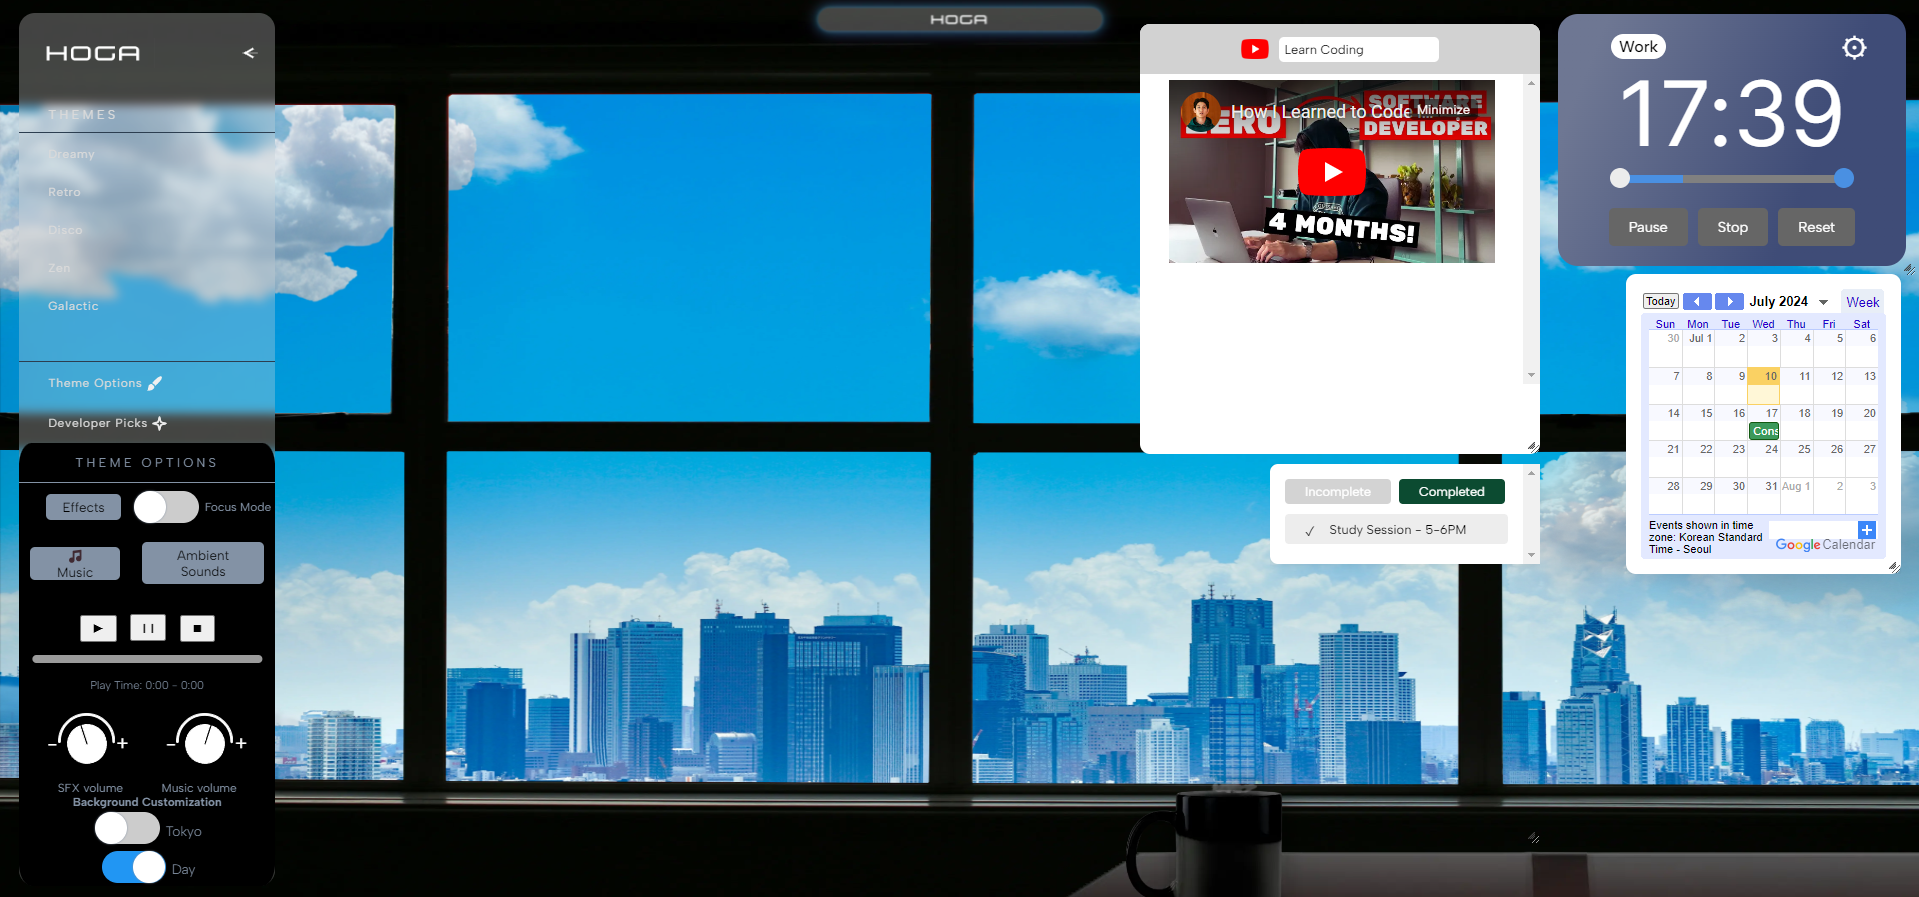 HOGA
THEMES
Dreamy
Retro
Disco
Zen
Galactic
Theme Options
Developer Picks
THEME OPTIONS
Effects
Focus Mode
Music
Ambient
Sounds
Play Time: 0:00 - 0:00
- +
- +
SFX volume
Music volume
Background Customization
Tokyo
Day
HOGA
Learn Coding
How I Learned to Code
Minimize
ZERO
SOFTWARE
DEVELOPER
4 MONTHS!
Incomplete
Completed
✓ Study Session - 5-6PM
Work
17:39
Pause
Stop
Reset
Today
July 2024
Week
Sun Mon Tue Wed Thu Fri Sat
30 Jul 1 2 3 4 5 6
7 8 9 10 11 12 13
14 15 16 17 18 19 20
Cons
21 22 23 24 25 26 27
28 29 30 31 Aug 1 2 3
Events shown in time
zone: Korean Standard
Time - Seoul
+
Google Calendar